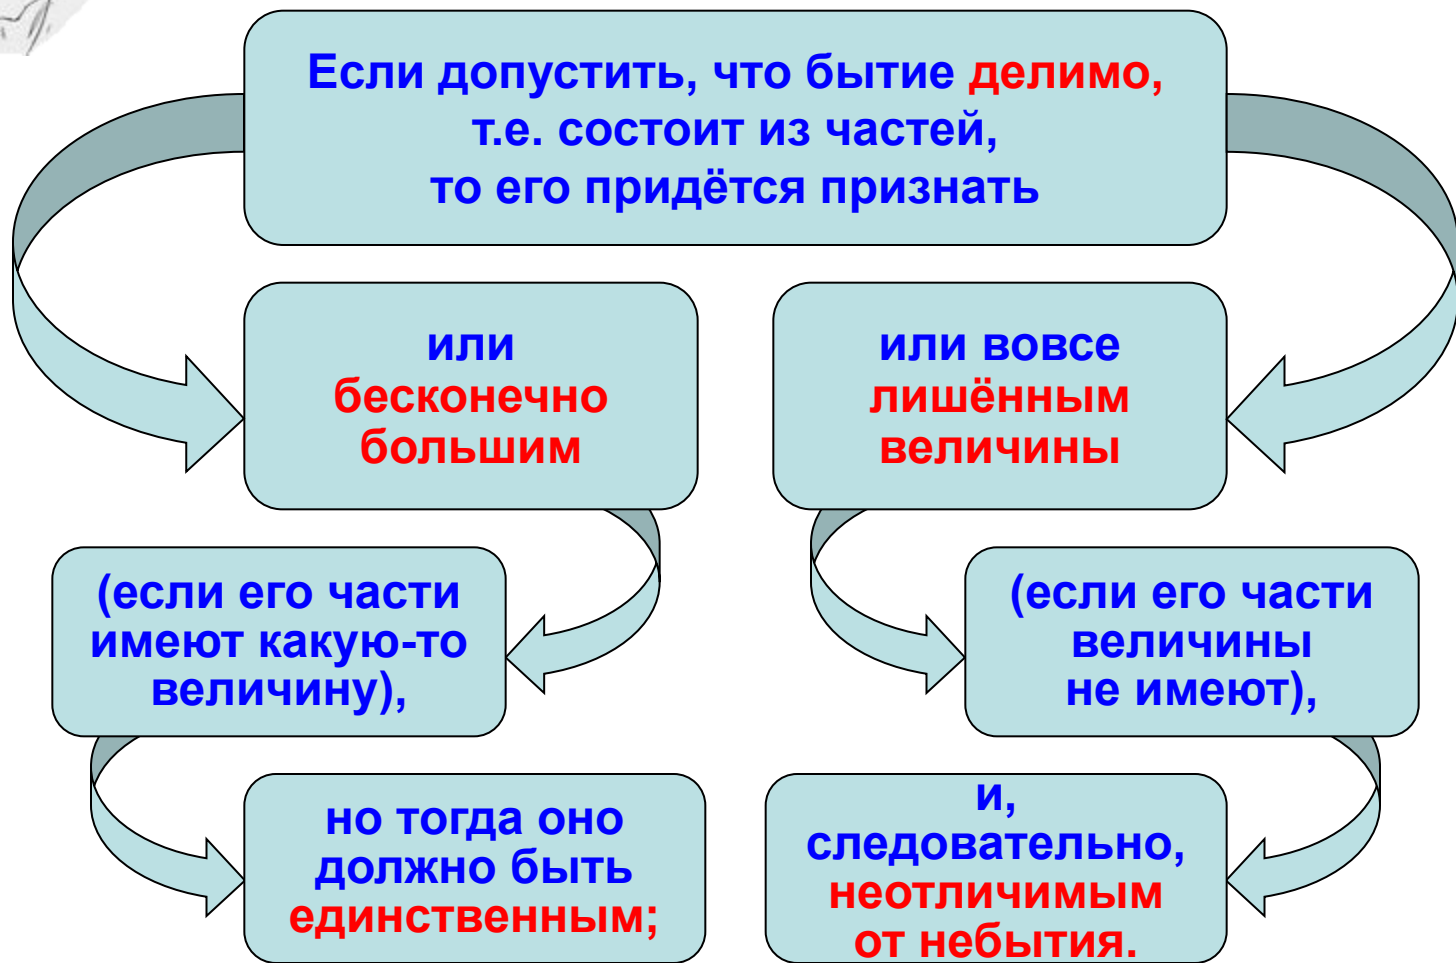 Если допустить, что бытие делимо,
т.е. состоит из частей,
то его придётся признать
или
бесконечно
большим
или вовсе
лишённым
величины
(если его части
имеют какую-то
величину),
(если его части
величины
не имеют),
но тогда оно
должно быть
единственным;
и,
следовательно,
неотличимым
от небытия.